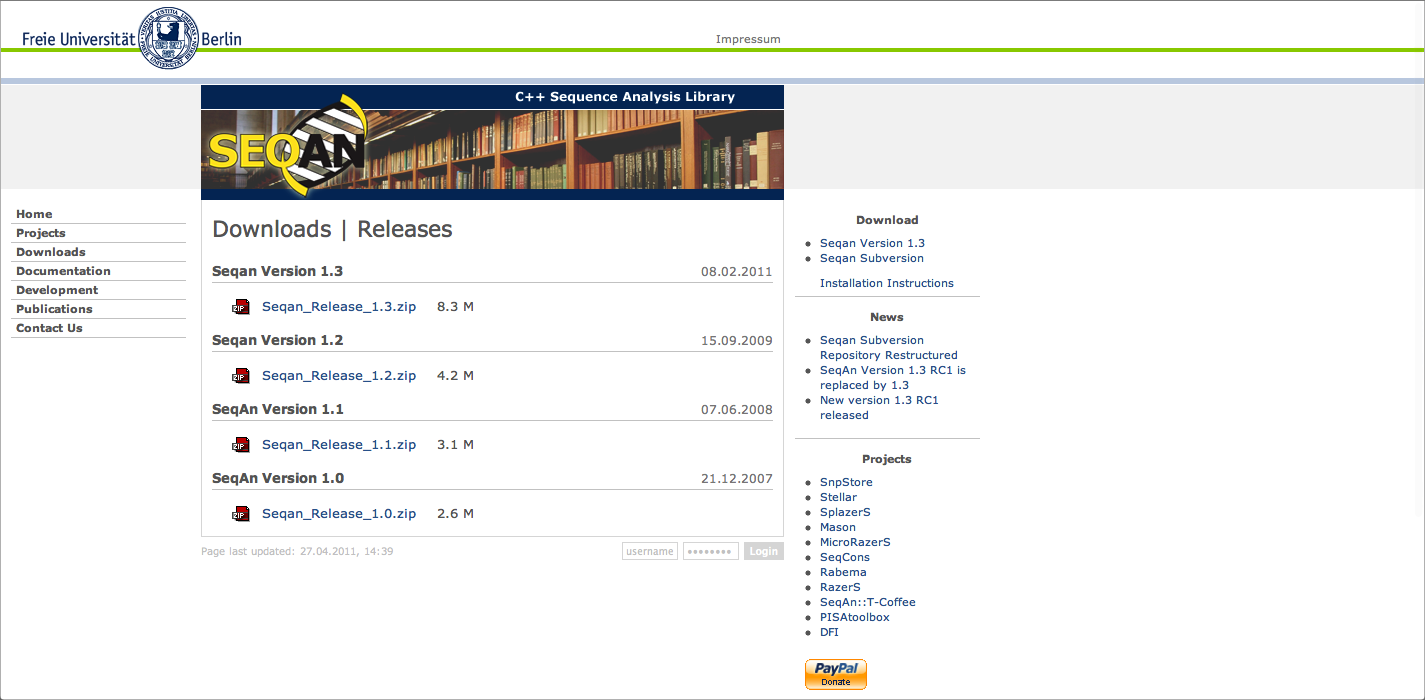 Freie Universität Berlin
Impressum
C++ Sequence Analysis Library
SEQAN
Home
Projects
Downloads
Documentation
Development
Publications
Contact Us
Downloads | Releases
Seqan Version 1.3 08.02.2011
ZIP Seqan_Release_1.3.zip 8.3 M
Seqan Version 1.2 15.09.2009
ZIP Seqan_Release_1.2.zip 4.2 M
SeqAn Version 1.1 07.06.2008
ZIP Seqan_Release_1.1.zip 3.1 M
SeqAn Version 1.0 21.12.2007
ZIP Seqan_Release_1.0.zip 2.6 M
Page last updated: 27.04.2011, 14:39
username •••••••• Login
Download
Seqan Version 1.3
Seqan Subversion
Installation Instructions
News
Seqan Subversion
Repository Restructured
SeqAn Version 1.3 RC1 is
replaced by 1.3
New version 1.3 RC1
released
Projects
SnpStore
Stellar
SplazerS
Mason
MicroRazerS
SeqCons
Rabema
RazerS
SeqAn::T-Coffee
PISAtoolbox
DFI
PayPal
Donate